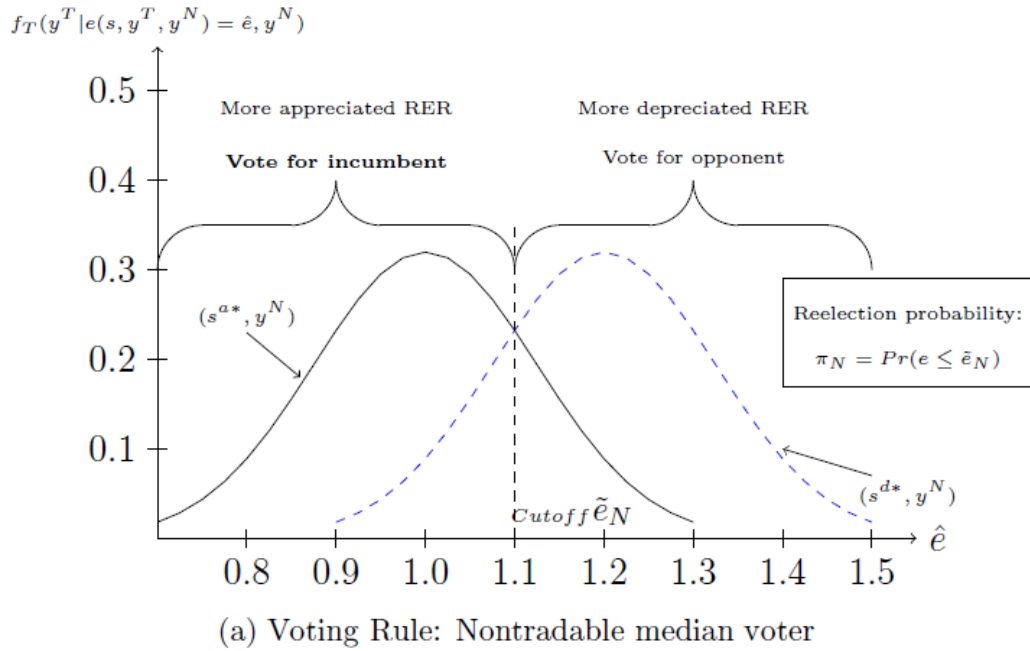 f_T(y^T|e(s, y^T, y^N) = ê, y^N)
0.5
0.4
0.3
0.2
0.1
More appreciated RER
More depreciated RER
Vote for incumbent
Vote for opponent
(s^{a*}, y^N)
Reelection probability:
π_N = Pr(e ≤ ẽ_N)
(s^{d*}, y^N)
Cutoff ẽ_N
ê
0.8 0.9 1.0 1.1 1.2 1.3 1.4 1.5
(a) Voting Rule: Nontradable median voter